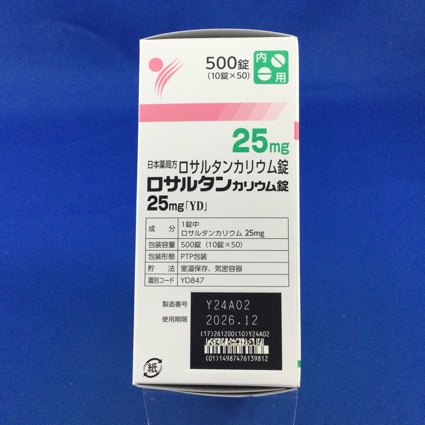 500錠
(10錠×50)
内
用
25mg
日本薬局方 ロサルタンカリウム錠
ロサルタンカリウム錠
25mg「YD」
成 分 1錠中
ロサルタンカリウム 25mg
包装容量 500錠（10錠×50）
包装形態 PTP包装
貯 法 室温保存、気密容器
識別コード YD847
製造番号 Y24A02
使用期限 2026.12
(17)261200(10)Y24A02
(01)14987476139812
紙